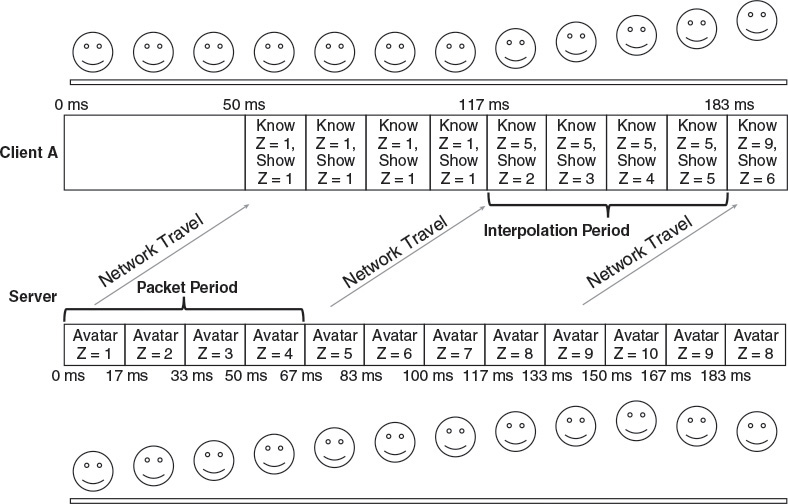 0 ms 50 ms 117 ms 183 ms
Client A
Know Z = 1, Show Z = 1
Know Z = 1, Show Z = 1
Know Z = 1, Show Z = 1
Know Z = 1, Show Z = 1
Know Z = 5, Show Z = 2
Know Z = 5, Show Z = 3
Know Z = 5, Show Z = 4
Know Z = 5, Show Z = 5
Know Z = 9, Show Z = 6
Interpolation Period
Network Travel
Network Travel
Network Travel
Server
Packet Period
Avatar Avatar Avatar Avatar Avatar Avatar Avatar Avatar Avatar Avatar Avatar Avatar
Z = 1 Z = 2 Z = 3 Z = 4 Z = 5 Z = 6 Z = 7 Z = 8 Z = 9 Z = 10 Z = 9 Z = 8
0 ms 17 ms 33 ms 50 ms 67 ms 83 ms 100 ms 117 ms 133 ms 150 ms 167 ms 183 ms